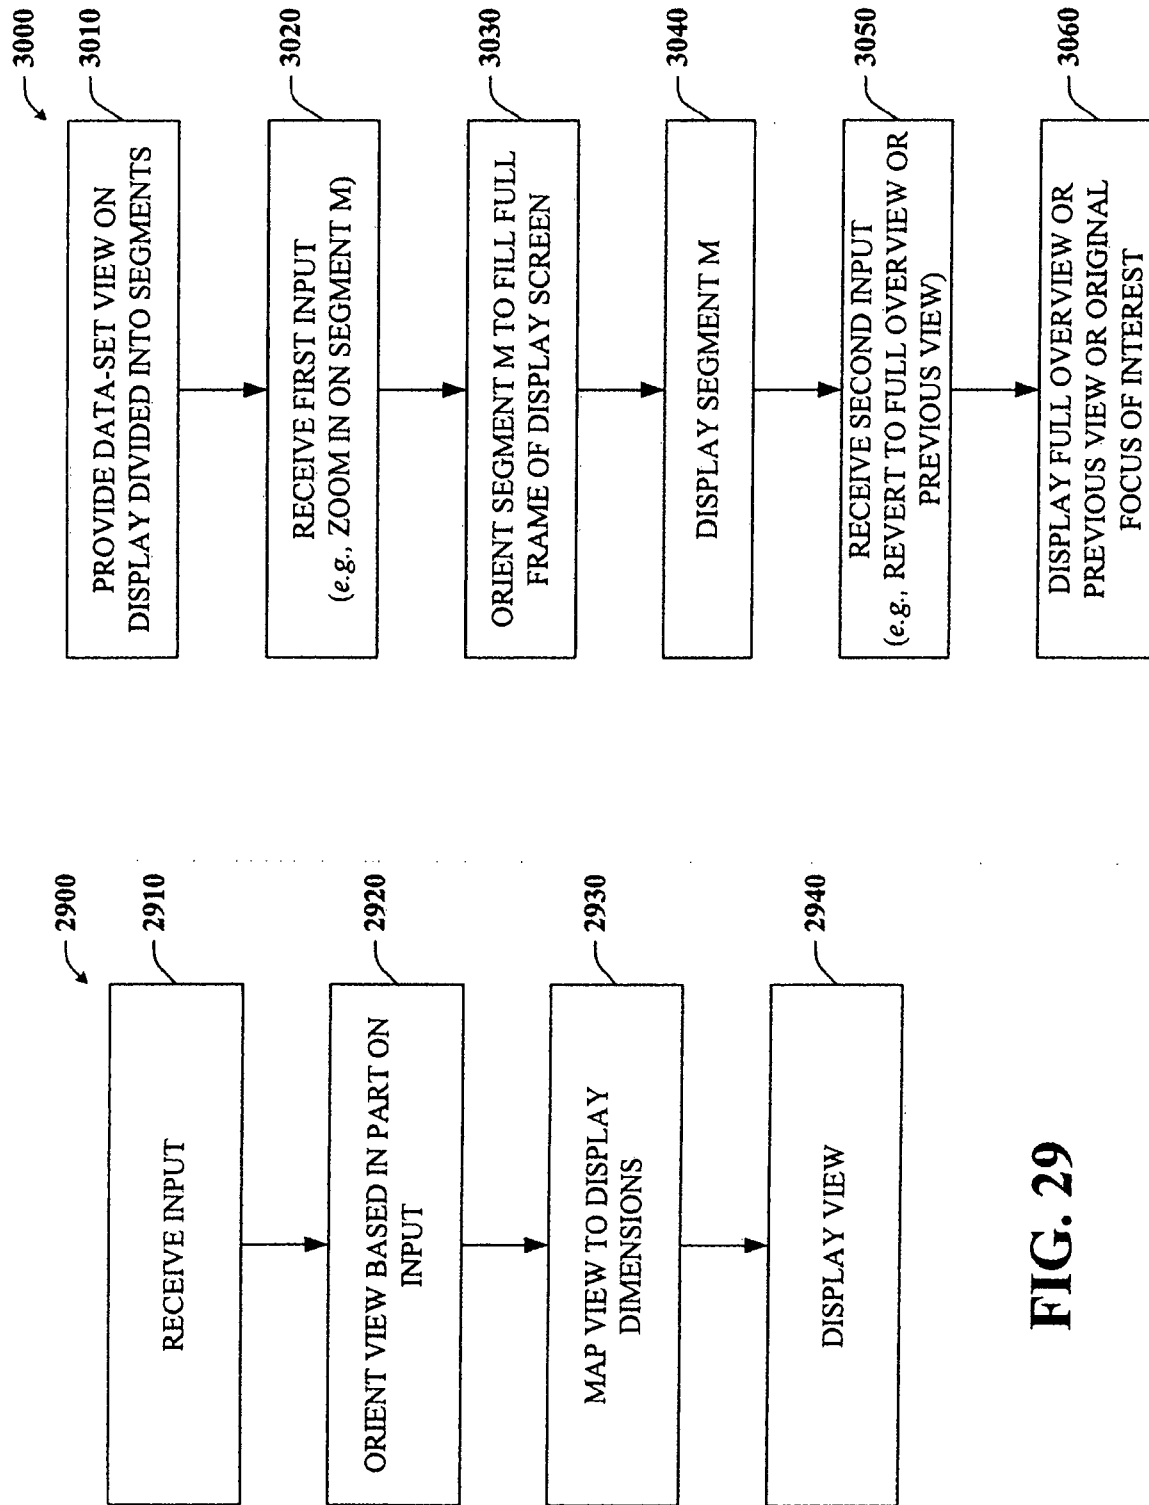 2900
2910
RECEIVE INPUT
2920
ORIENT VIEW BASED IN PART ON
INPUT
2930
MAP VIEW TO DISPLAY
DIMENSIONS
2940
DISPLAY VIEW
FIG. 29
3000
3010
PROVIDE DATA-SET VIEW ON
DISPLAY DIVIDED INTO SEGMENTS
3020
RECEIVE FIRST INPUT
(e.g., ZOOM IN ON SEGMENT M)
3030
ORIENT SEGMENT M TO FILL FULL
FRAME OF DISPLAY SCREEN
3040
DISPLAY SEGMENT M
3050
RECEIVE SECOND INPUT
(e.g., REVERT TO FULL OVERVIEW OR
PREVIOUS VIEW)
3060
DISPLAY FULL OVERVIEW OR
PREVIOUS VIEW OR ORIGINAL
FOCUS OF INTEREST